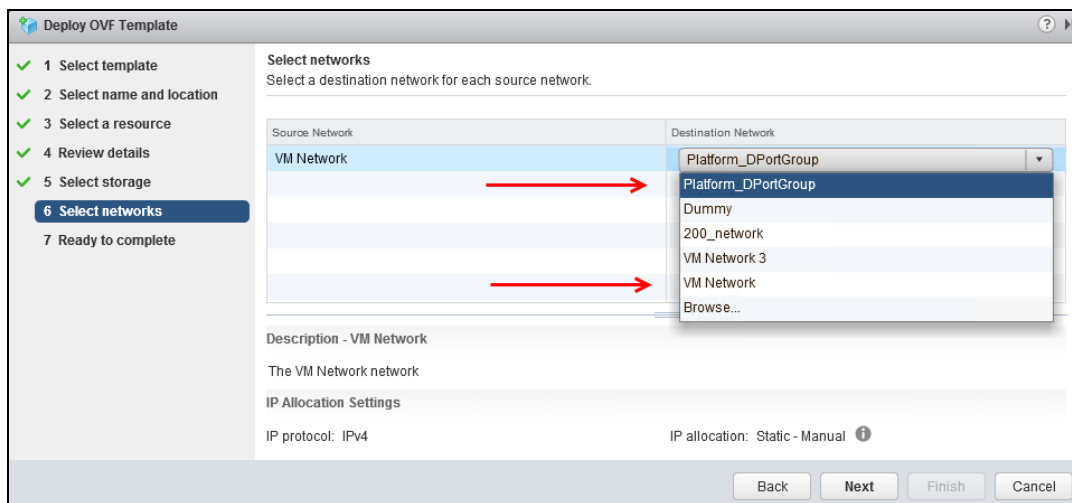 Deploy OVF Template
?
1 Select template
2 Select name and location
3 Select a resource
4 Review details
5 Select storage
6 Select networks
7 Ready to complete
Select networks
Select a destination network for each source network.
Source Network
Destination Network
VM Network
Platform_DPortGroup
Platform_DPortGroup
Dummy
200_network
VM Network 3
VM Network
Browse...
Description - VM Network
The VM Network network
IP Allocation Settings
IP protocol: IPv4
IP allocation: Static - Manual
Back
Next
Finish
Cancel